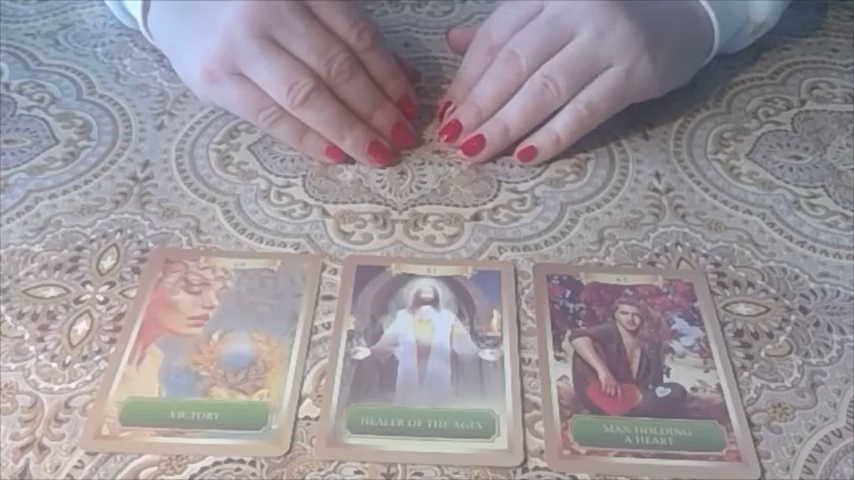 VICTORY
HEALER OF THE AGES
MAN HOLDING
A HEART